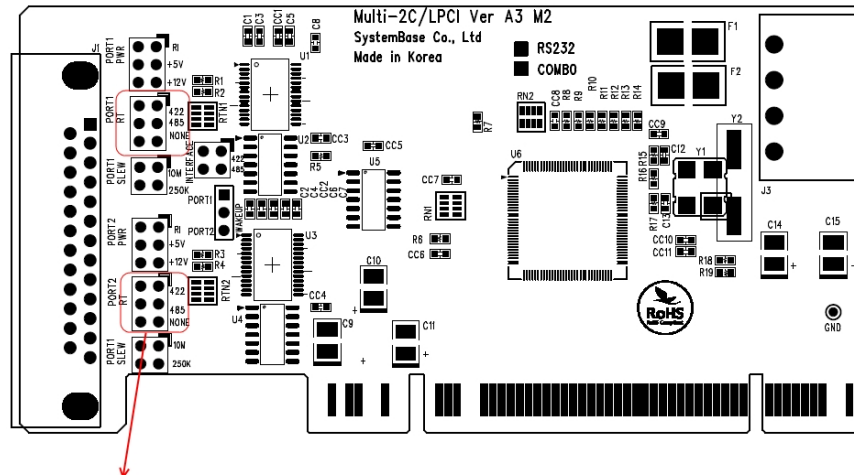 Multi-2C/LPCI Ver A3 M2
SystemBase Co., Ltd
Made in Korea
RS232
COMBO
J1
PORT1
PWR
RI
+5V
+12V
PORT1
RT
422
485
NONE
PORT1
SLEW
10M
250K
PORT2
PWR
RI
+5V
+12V
PORT2
RT
422
485
NONE
PORT1
SLEW
10M
250K
R1
R2
RTN1
INTERFACE
422
485
PORT1
PORT2
WAKEUP
R3
R4
RTN2
C1
C3
CC1
C5
C8
U1
U2
CC3
R5
C2
C4
CC2
C6
C7
U3
U4
CC4
CC5
U5
C10
C9
C11
R6
CC6
CC7
RN1
R7
RN2
CC8
R8
R9
R10
R11
R12
R13
R14
U6
F1
F2
CC9
Y2
R15
C12
Y1
R16
R17
C13
CC10
CC11
R18
R19
J3
C14
C15
+
+
+
+
+
RoHS
RoHS Compliant
GND